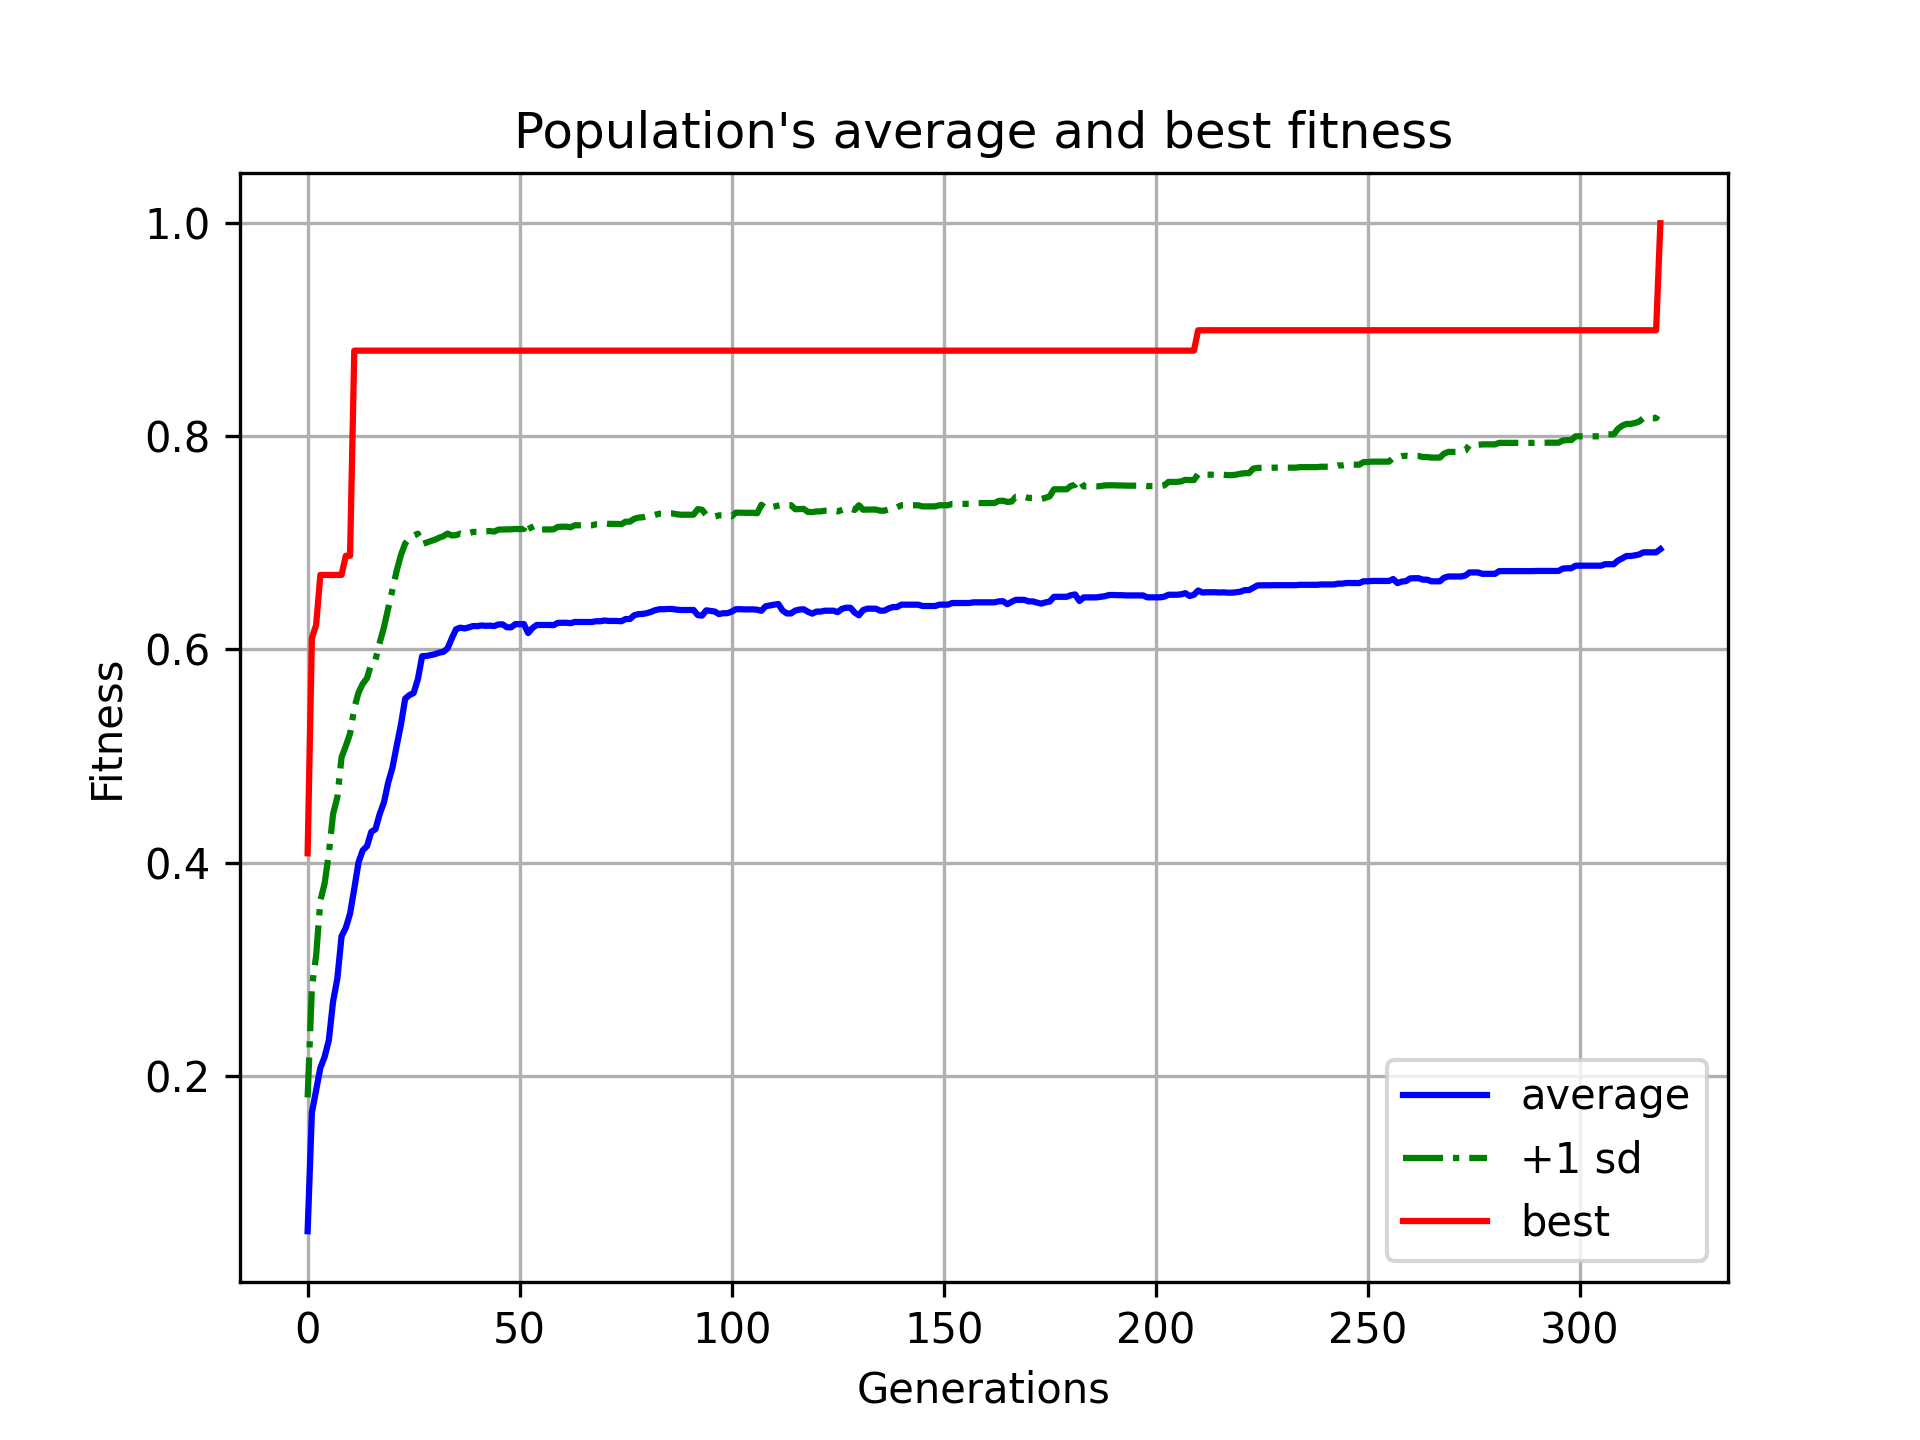 Population's average and best fitness
1.0
0.8
0.6
0.4
0.2
Fitness
average
+1 sd
best
0 50 100 150 200 250 300
Generations